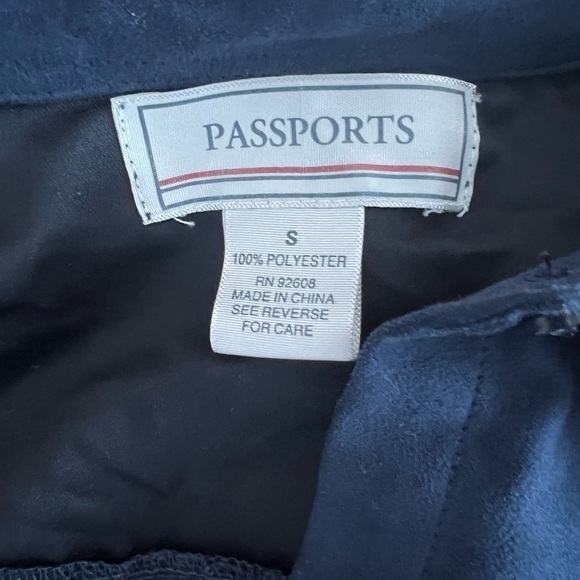 PASSPORTS
S
100% POLYESTER
RN 92608
MADE IN CHINA
SEE REVERSE
FOR CARE